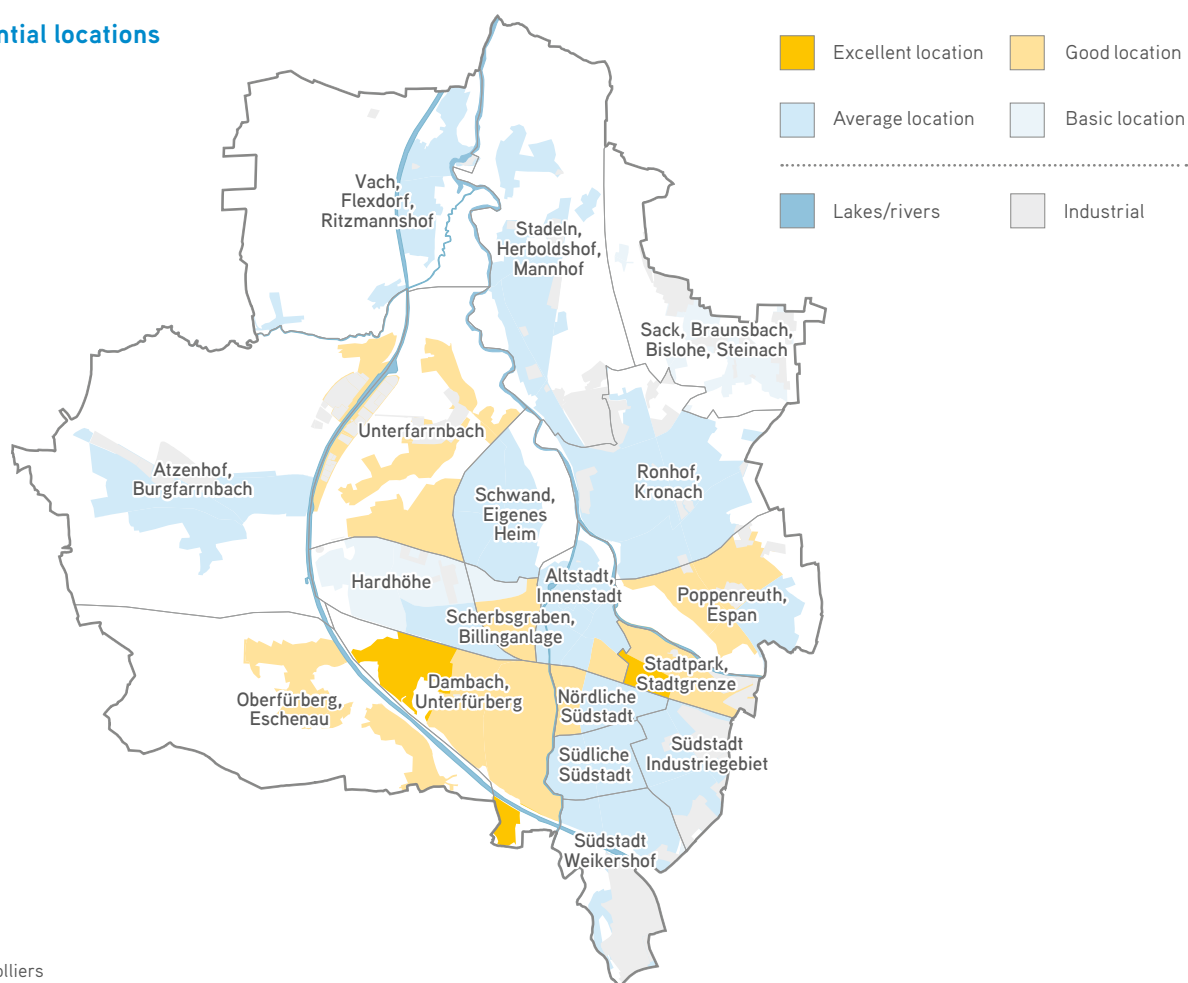 ntial locations
Excellent location
Good location
Average location
Basic location
Lakes/rivers
Industrial
Vach,
Flexdorf,
Ritzmannshof
Stadeln,
Herboldshof,
Mannhof
Sack, Braunsbach,
Bislohe, Steinach
Unterfarrnbach
Atzenhof,
Burgfarrnbach
Ronhof,
Kronach
Schwand,
Eigenes
Heim
Hardhöhe
Altstadt,
Innenstadt
Poppenreuth,
Espan
Scherbsgraben,
Billinganlage
Stadtpark,
Stadtgrenze
Dambach,
Unterfürberg
Oberfürberg,
Eschenau
Nördliche
Südstadt
Südliche
Südstadt
Südstadt
Industriegebiet
Südstadt
Weikershof
olliers